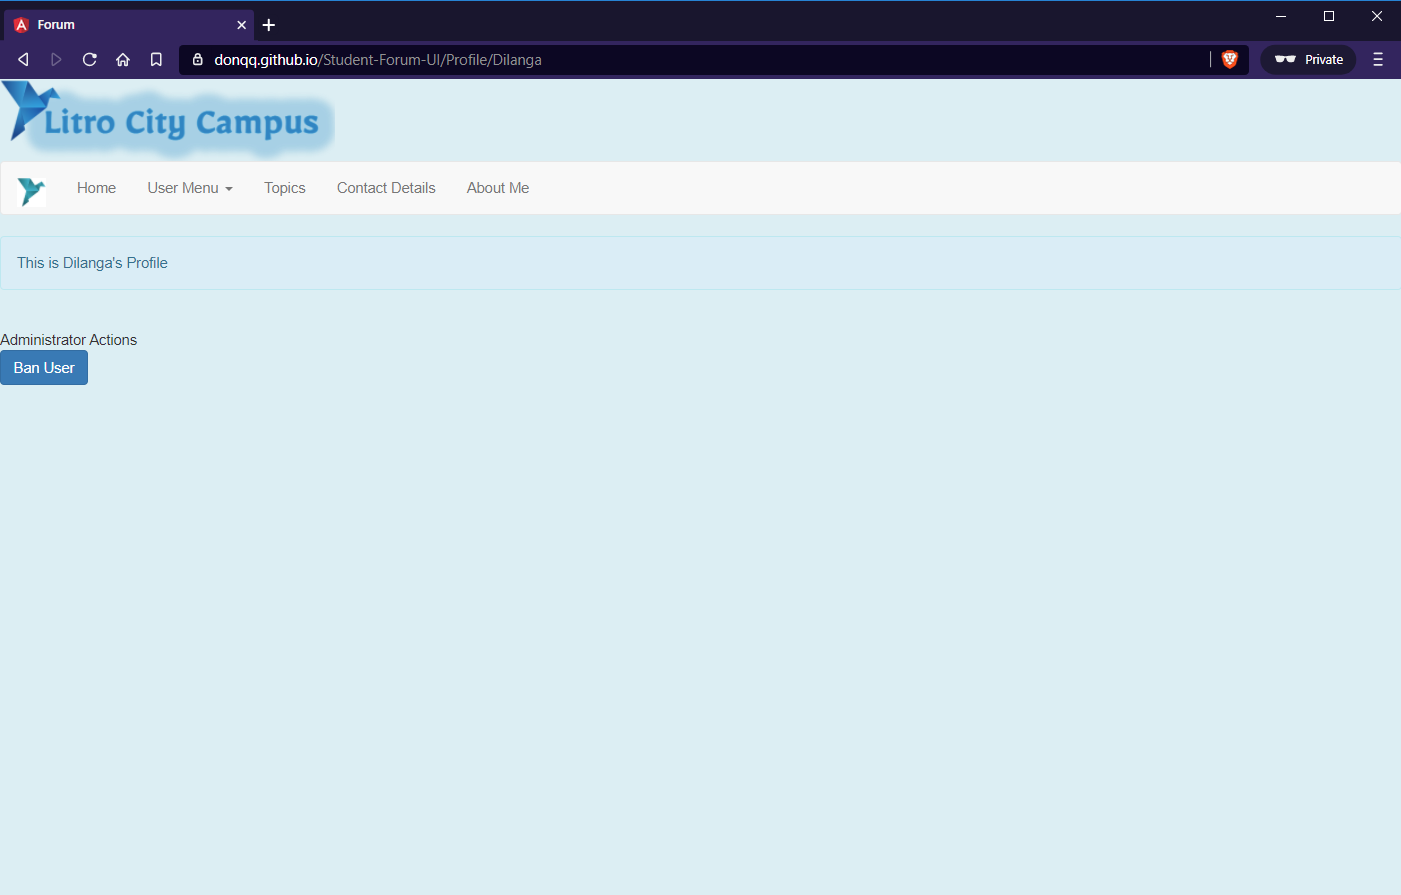 Forum
donqq.github.io/Student-Forum-UI/Profile/Dilanga
Private
Litro City Campus
Home User Menu Topics Contact Details About Me
This is Dilanga's Profile
Administrator Actions
Ban User